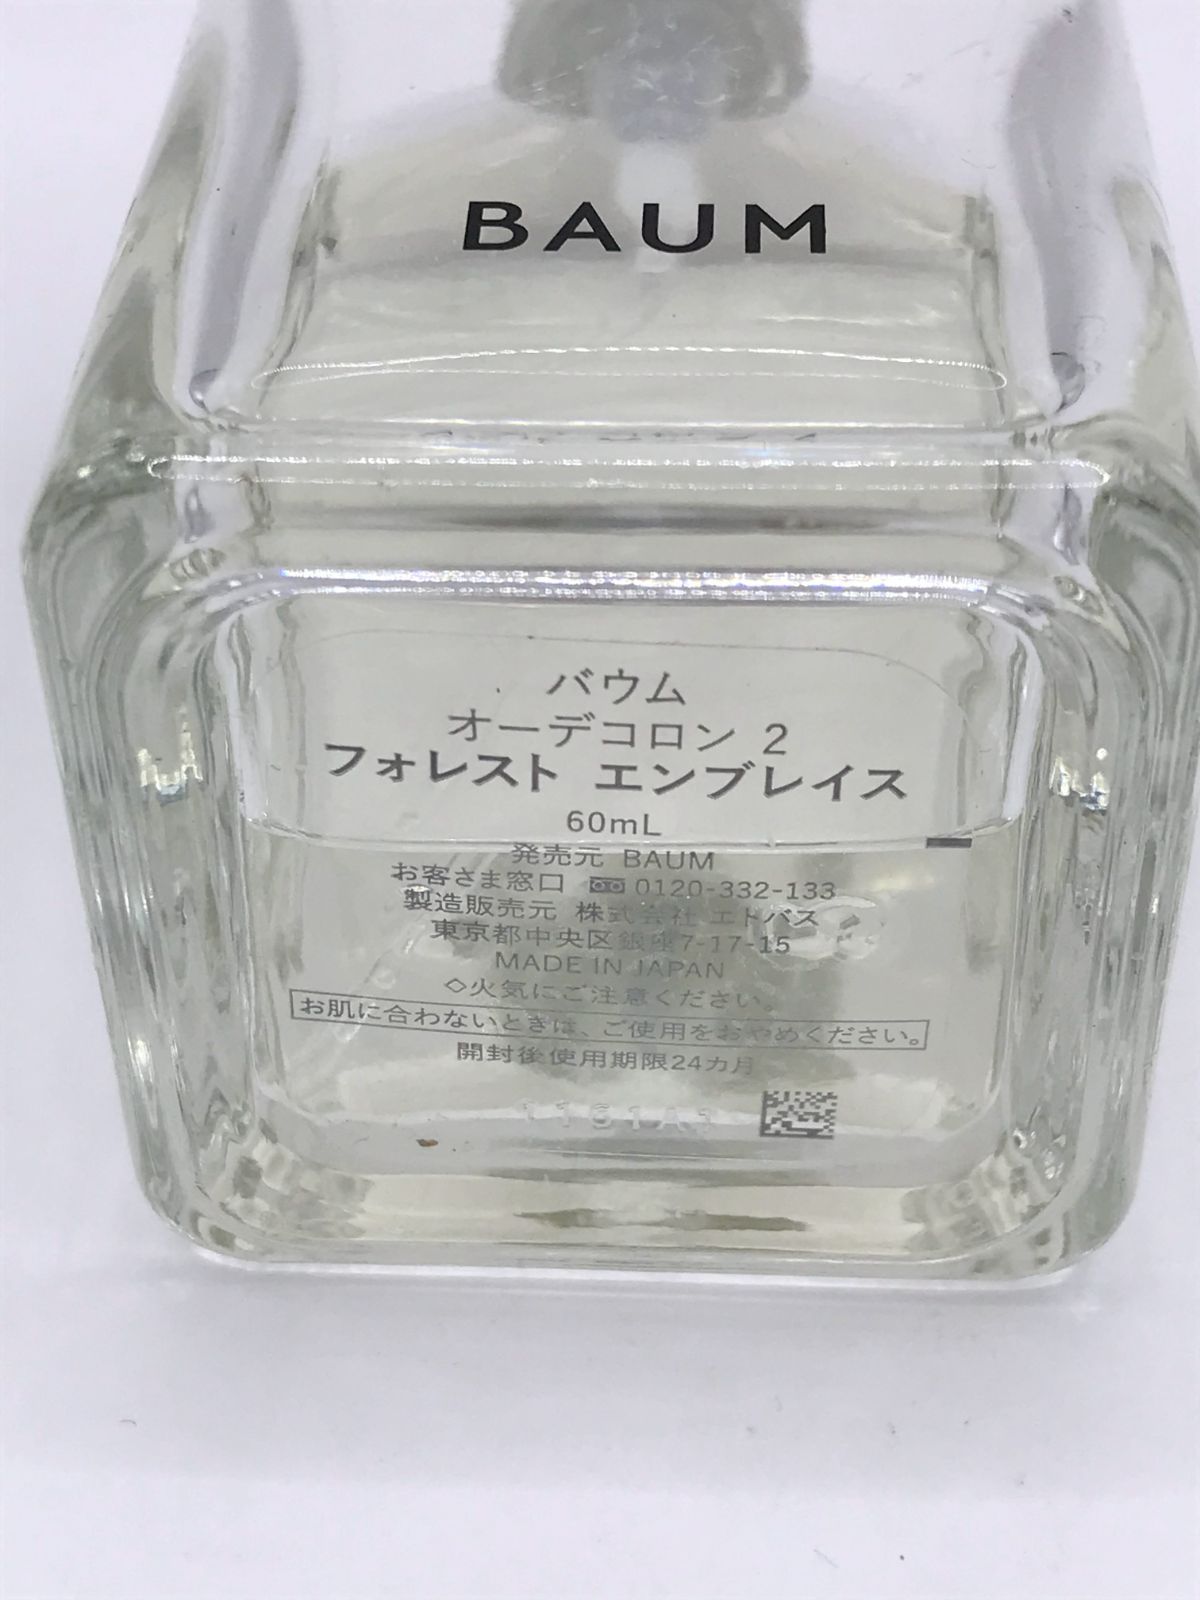 BAUM
バウム
オーデコロン 2
フォレスト エンブレイス
60mL
発売元 BAUM
お客さま窓口 0120-332-133
製造販売元 株式会社 エトバス
東京都中央区銀座7-17-15
MADE IN JAPAN
◇火気にご注意ください。
お肌に合わないときは、ご使用をおやめください。
開封後使用期限24カ月